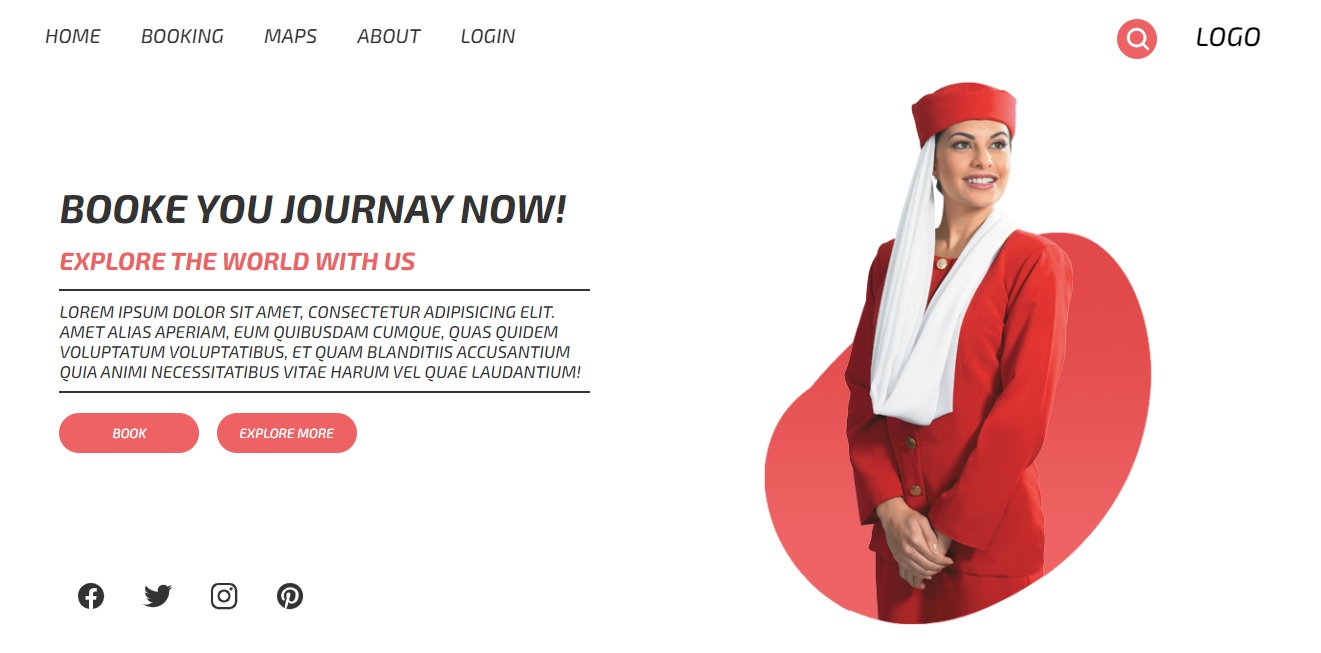 HOME BOOKING MAPS ABOUT LOGIN LOGO
BOOKE YOU JOURNAY NOW!
EXPLORE THE WORLD WITH US
LOREM IPSUM DOLOR SIT AMET, CONSECTETUR ADIPISICING ELIT.
AMET ALIAS APERIAM, EUM QUIBUSDAM CUMQUE, QUAS QUIDEM
VOLUPTATUM VOLUPTATIBUS, ET QUAM BLANDITIIS ACCUSANTIUM
QUIA ANIMI NECESSITATIBUS VITAE HARUM VEL QUAE LAUDANTIUM!
BOOK EXPLORE MORE